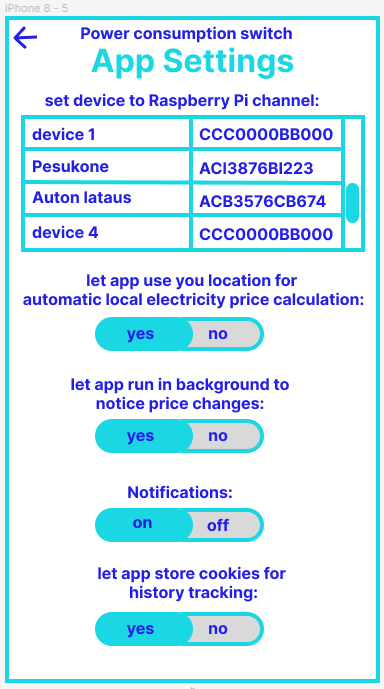 iPhone 8 - 5
Power consumption switch
App Settings
set device to Raspberry Pi channel:
device 1 CCC0000BB000
Pesukone ACI3876BI223
Auton lataus ACB3576CB674
device 4 CCC0000BB000
let app use you location for
automatic local electricity price calculation:
yes no
let app run in background to
notice price changes:
yes no
Notifications:
on off
let app store cookies for
history tracking:
yes no